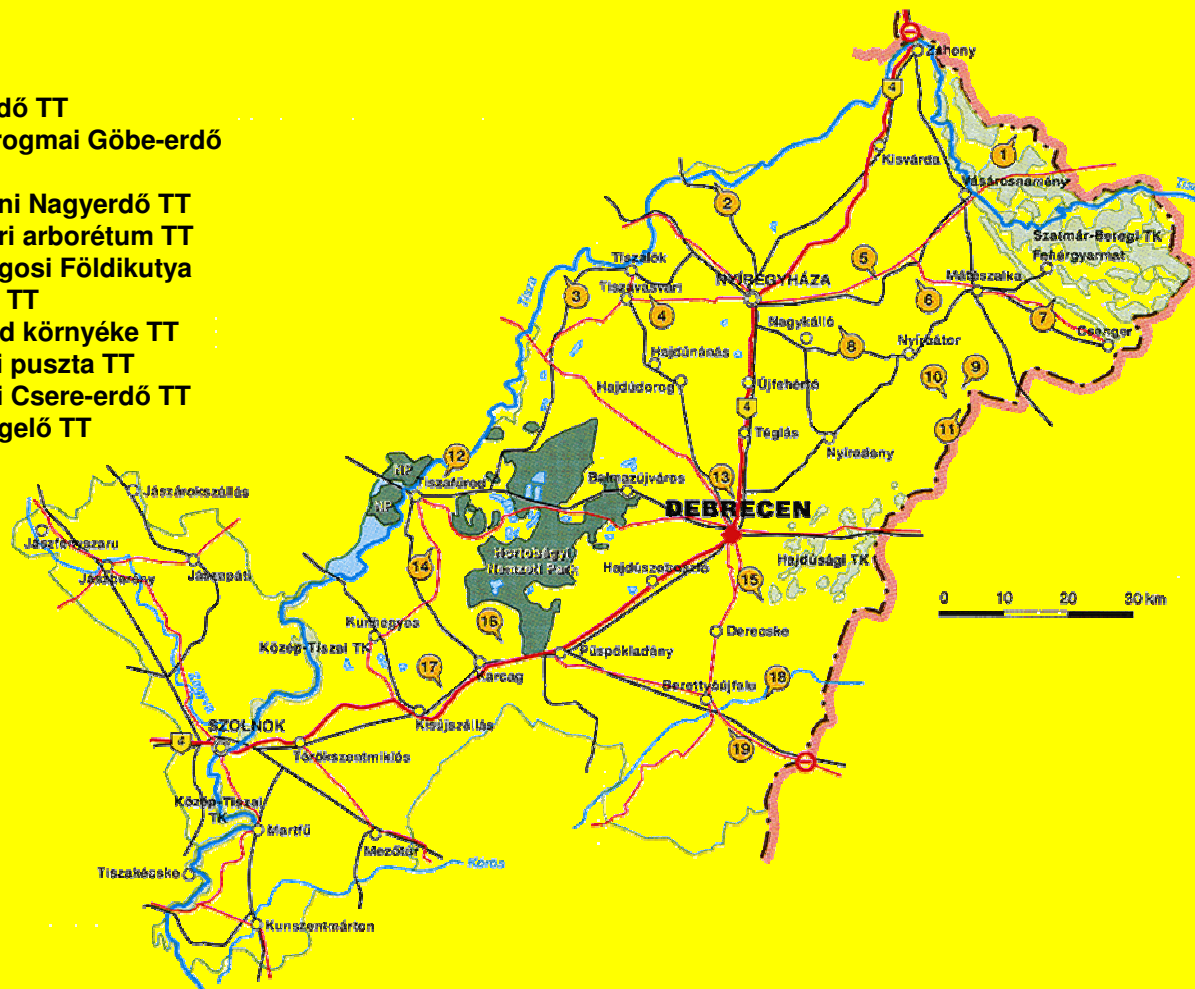 dő TT
rogmai Göbe-erdő
ni Nagyerdő TT
ri arborétum TT
gosi Földikutya
TT
d környéke TT
i puszta TT
i Csere-erdő TT
gelő TT
Záhony
4
Kisvárda
1
Vásárosnamény
2
Szatmár-Beregi TK
Fehérgyarmat
Tiszalök
3
Tiszavasvári
4
NYÍREGYHÁZA
5
6
Mátészalka
7
Csenger
Nagykálló
8
Nyírbátor
Hajdúnánás
Hajdúdorog
Újfehértó
9
10
11
4
Téglás
Nyíradony
12
NP
NP
Tiszafüred
Balmazújváros
13
DEBRECEN
Jászárokszállás
Jászfényszaru
Jászberény
Jászapáti
Hortobányi
Nemzeti Park
Hajdúszoboszló
Hajdúsági TK
14
15
0 10 20 30 km
Kunhegyes
16
Közép-Tiszai TK
17
Karcag
Püspökladány
Derecske
Berettyóújfalu
18
19
Zagyva
Kisújszállás
SZOLNOK
4
Törökszentmiklós
Közép-Tiszai
TK
Martfű
Mezőtúr
Tiszakécske
Körös
Kunszentmárton
Tisza